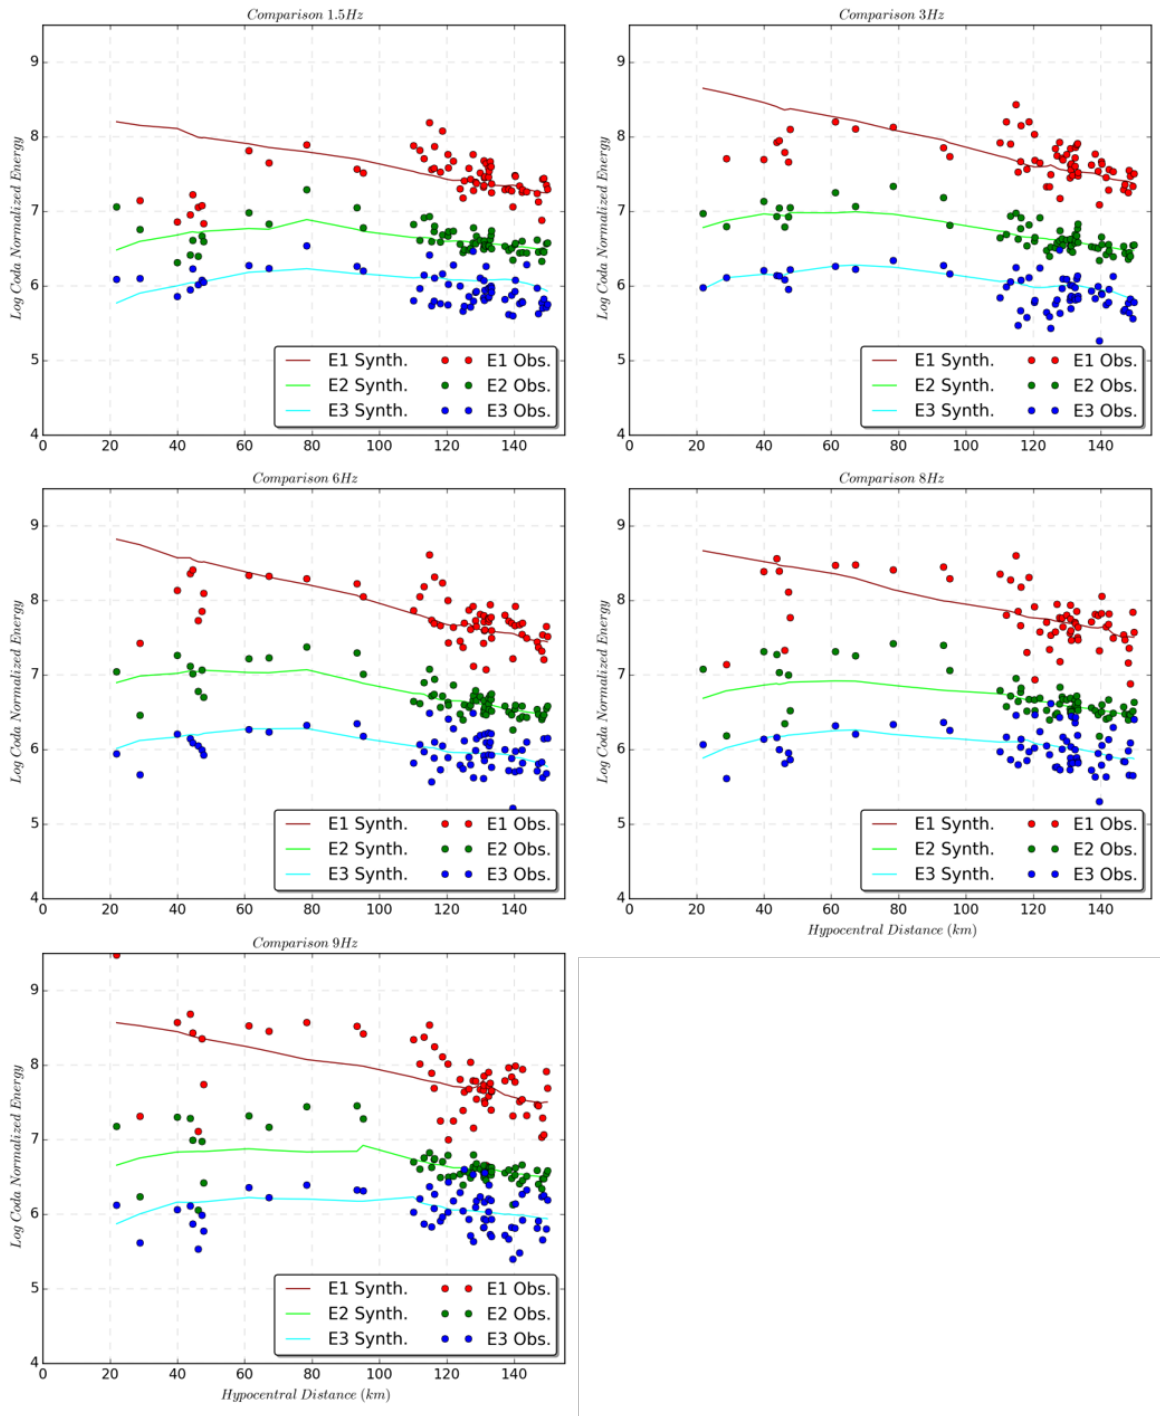 Comparison 1.5Hz
Log Coda Normalized Energy
9
8
7
6
5
4
E1 Synth. E1 Obs.
E2 Synth. E2 Obs.
E3 Synth. E3 Obs.
0 20 40 60 80 100 120 140
Comparison 3Hz
Log Coda Normalized Energy
9
8
7
6
5
4
E1 Synth. E1 Obs.
E2 Synth. E2 Obs.
E3 Synth. E3 Obs.
0 20 40 60 80 100 120 140
Comparison 6Hz
Log Coda Normalized Energy
9
8
7
6
5
4
E1 Synth. E1 Obs.
E2 Synth. E2 Obs.
E3 Synth. E3 Obs.
0 20 40 60 80 100 120 140
Comparison 8Hz
Log Coda Normalized Energy
9
8
7
6
5
4
E1 Synth. E1 Obs.
E2 Synth. E2 Obs.
E3 Synth. E3 Obs.
0 20 40 60 80 100 120 140
Hypocentral Distance (km)
Comparison 9Hz
Log Coda Normalized Energy
9
8
7
6
5
4
E1 Synth. E1 Obs.
E2 Synth. E2 Obs.
E3 Synth. E3 Obs.
0 20 40 60 80 100 120 140
Hypocentral Distance (km)